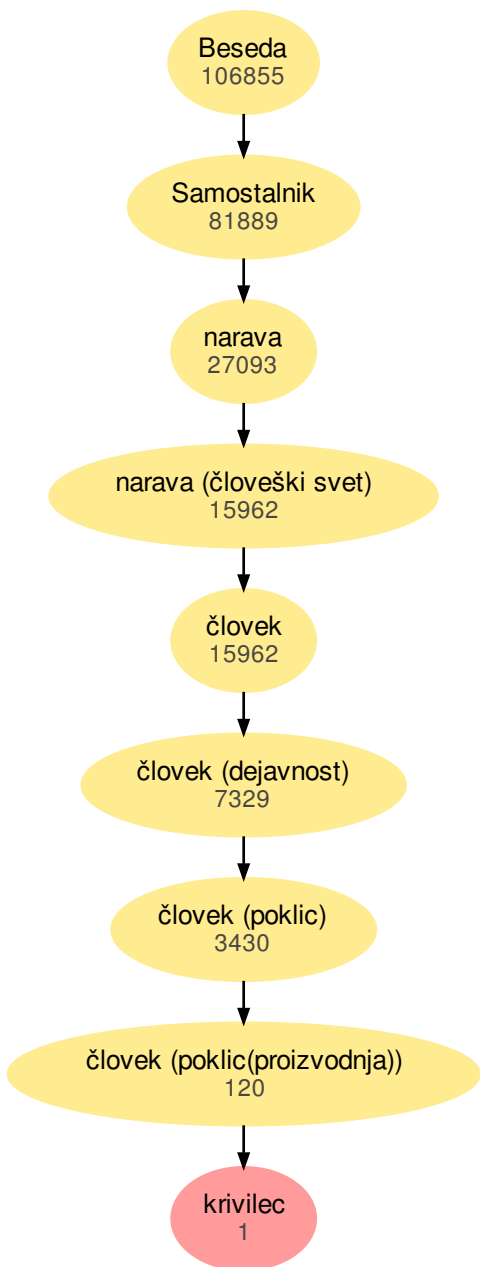 Beseda
106855
Samostalnik
81889
narava
27093
narava (človeški svet)
15962
človek
15962
človek (dejavnost)
7329
človek (poklic)
3430
človek (poklic(proizvodnja))
120
krivilec
1